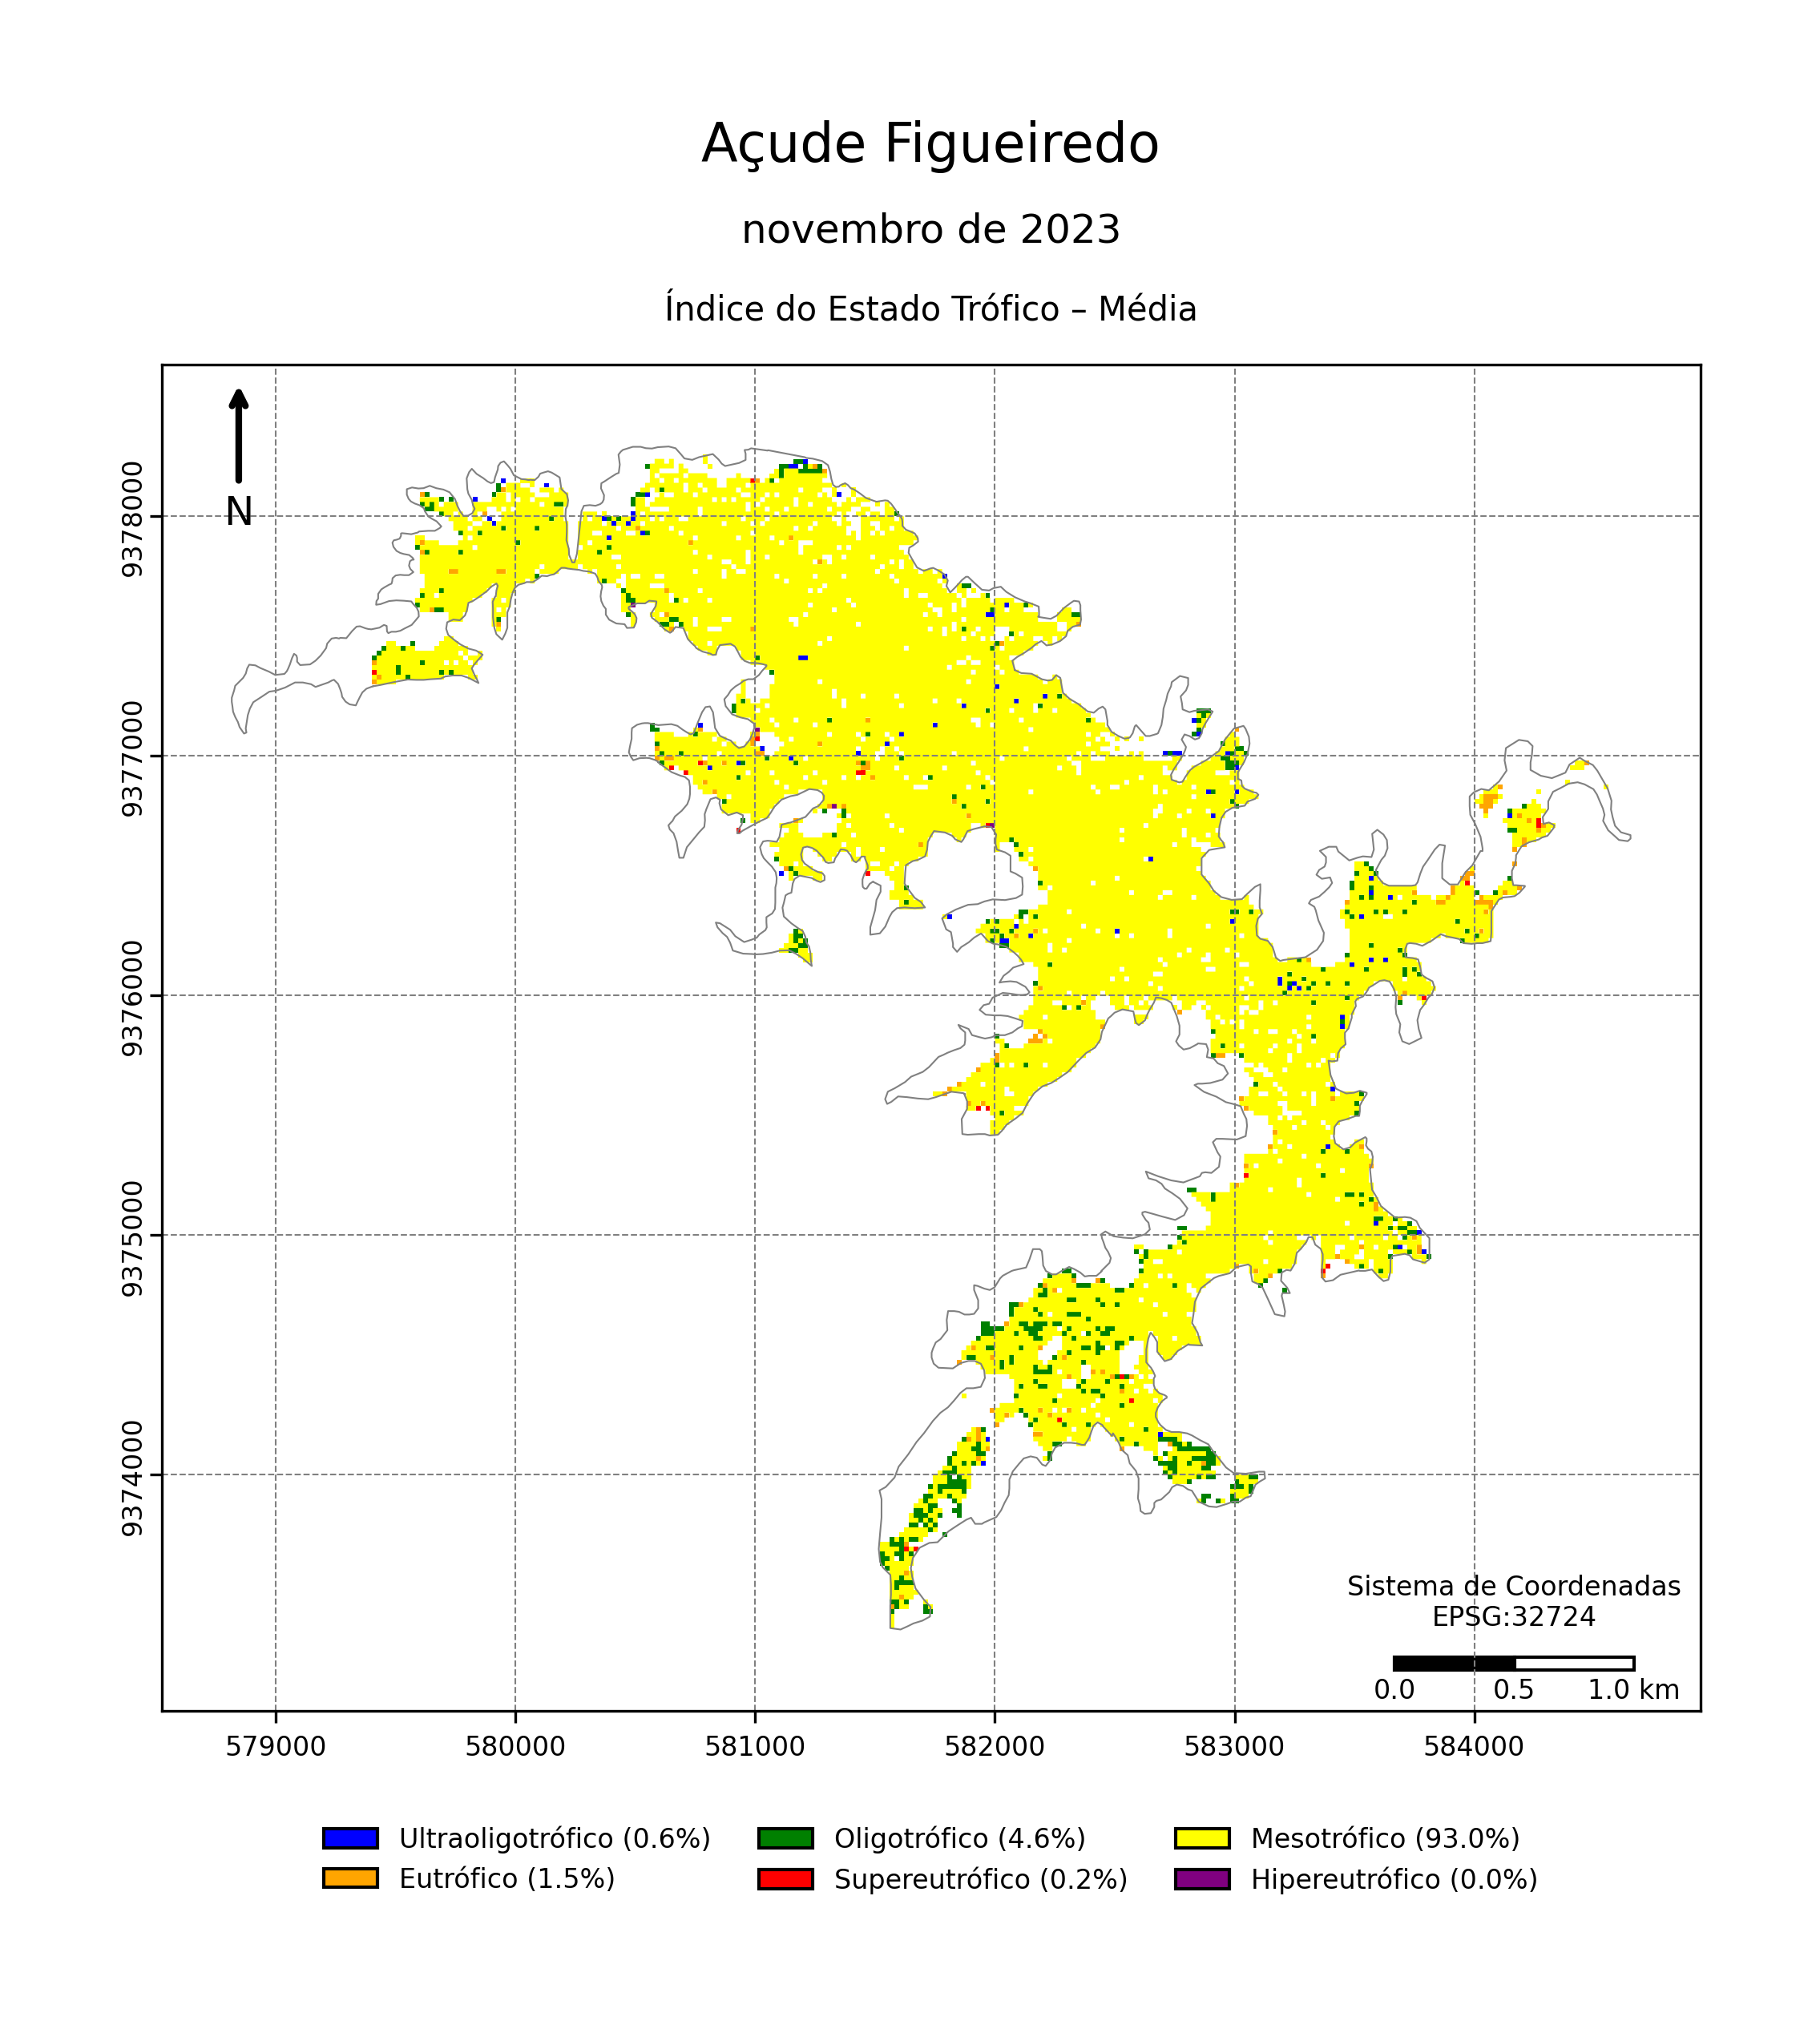 Açude Figueiredo
novembro de 2023
Índice do Estado Trófico – Média
N
9378000
9377000
9376000
9375000
9374000
Sistema de Coordenadas
EPSG:32724
0.0 0.5 1.0 km
579000 580000 581000 582000 583000 584000
Ultraoligotrófico (0.6%) Oligotrófico (4.6%) Mesotrófico (93.0%)
Eutrófico (1.5%) Supereutrófico (0.2%) Hipereutrófico (0.0%)